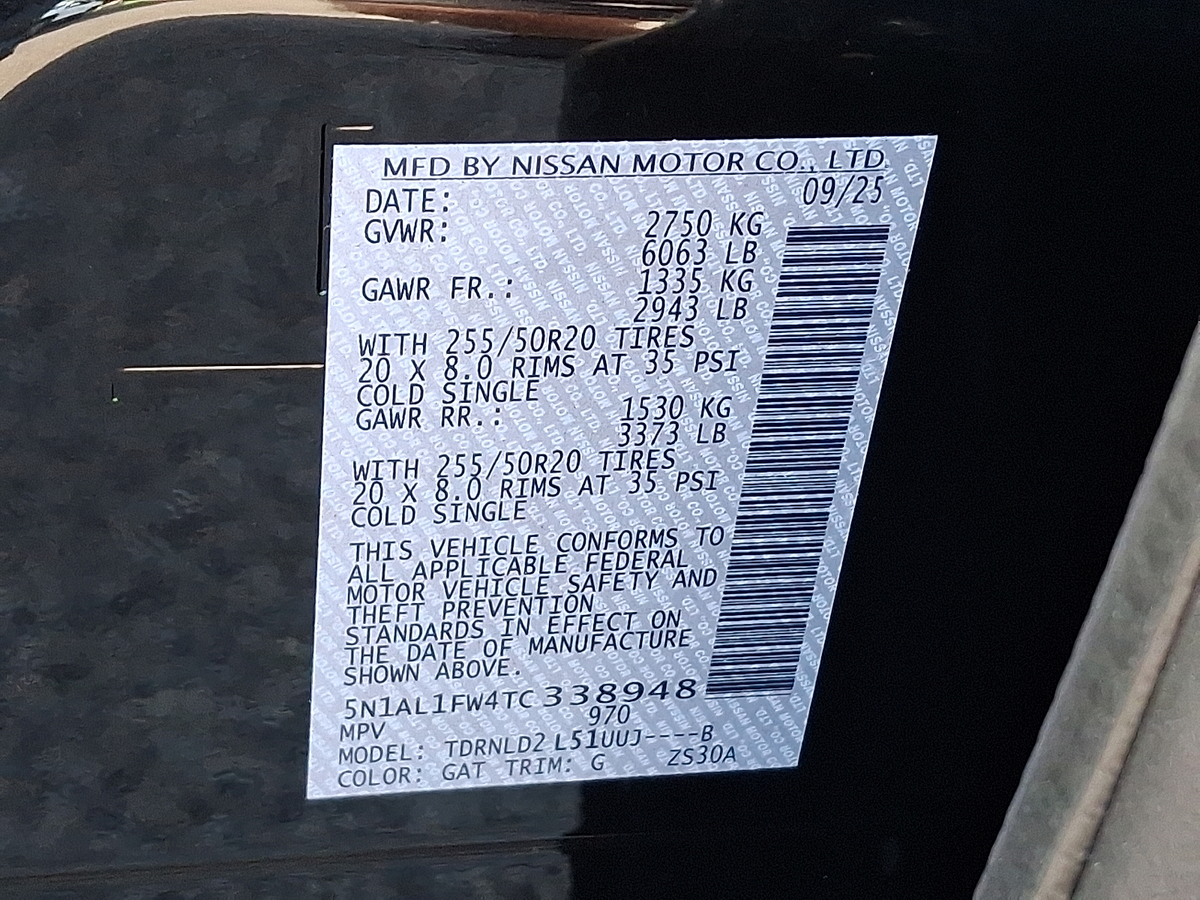 MFD BY NISSAN MOTOR CO., LTD.
DATE: 09/25
GVWR: 2750 KG
6063 LB
GAWR FR.: 1335 KG
2943 LB
WITH 255/50R20 TIRES
20 X 8.0 RIMS AT 35 PSI
COLD SINGLE
GAWR RR.: 1530 KG
3373 LB
WITH 255/50R20 TIRES
20 X 8.0 RIMS AT 35 PSI
COLD SINGLE
THIS VEHICLE CONFORMS TO
ALL APPLICABLE FEDERAL
MOTOR VEHICLE SAFETY AND
THEFT PREVENTION
STANDARDS IN EFFECT ON
THE DATE OF MANUFACTURE
SHOWN ABOVE.
5N1AL1FW4TC338948
MPV 970
MODEL: TDRNLD2 L51UUJ----B
COLOR: GAT TRIM: G ZS30A